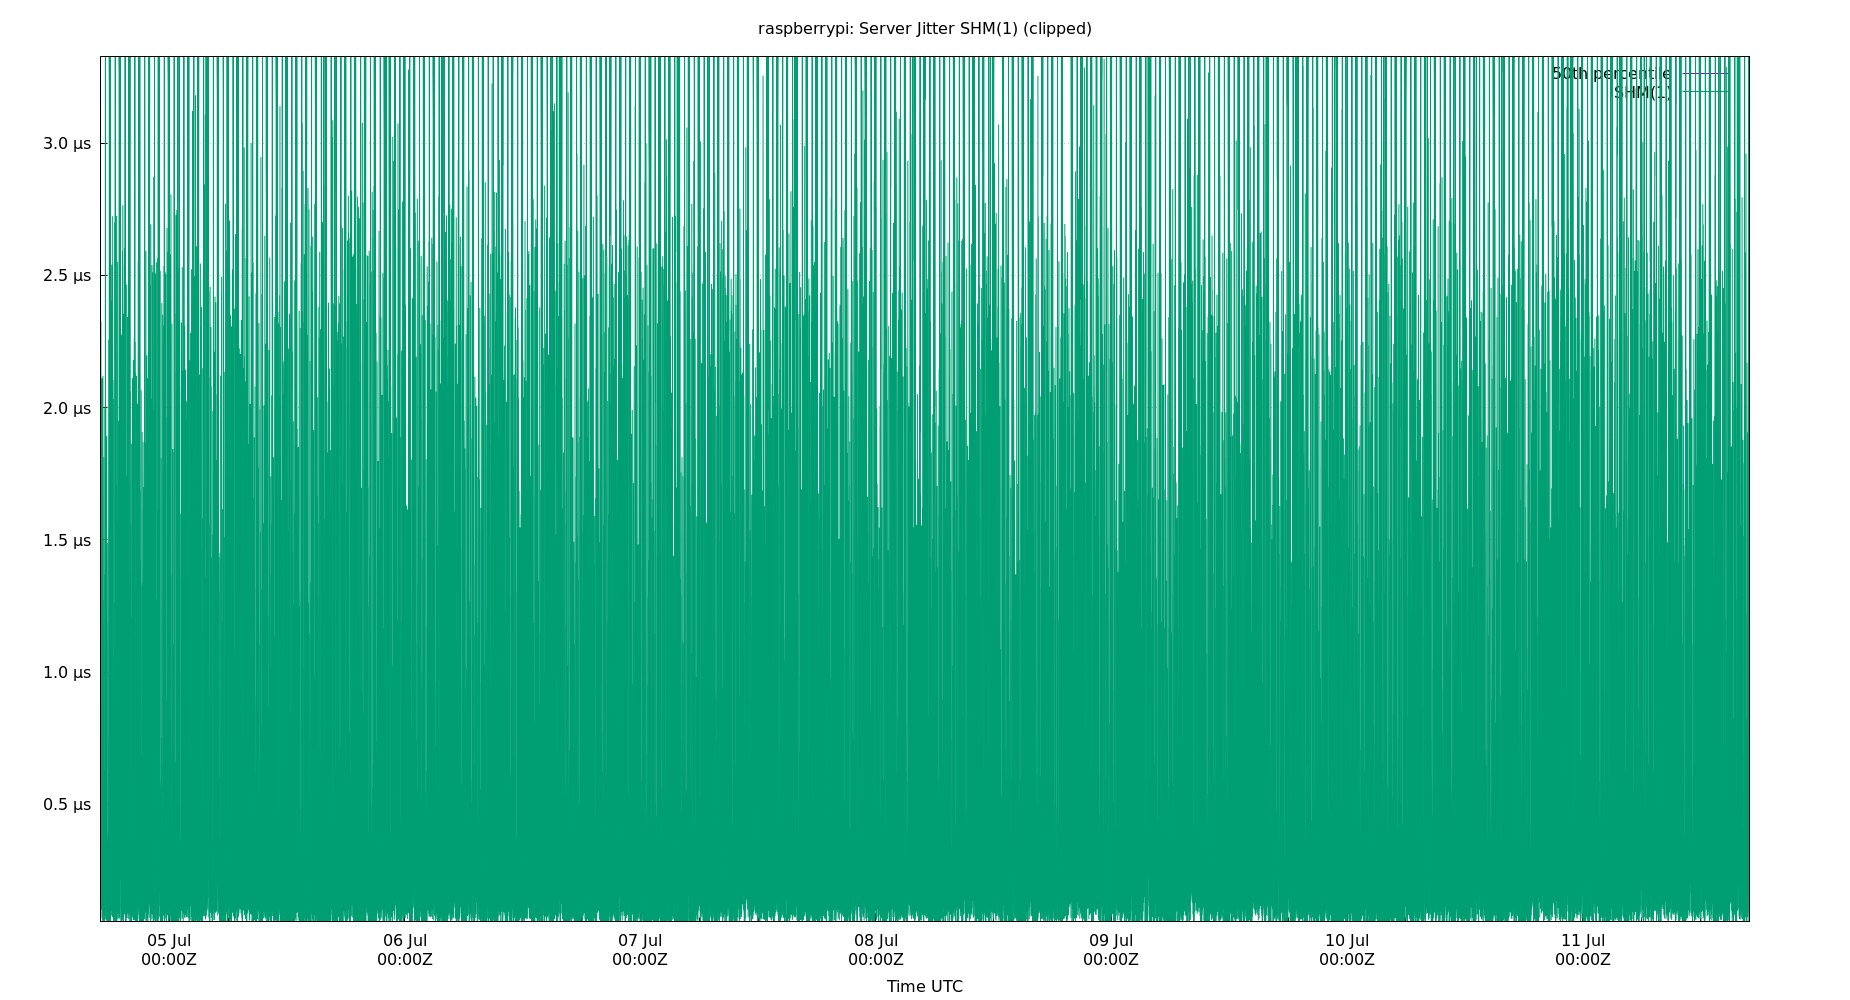 raspberrypi: Server Jitter SHM(1) (clipped)
50th percentile
SHM(1)
3.0 µs
2.5 µs
2.0 µs
1.5 µs
1.0 µs
0.5 µs
05 Jul 06 Jul 07 Jul 08 Jul 09 Jul 10 Jul 11 Jul
00:00Z 00:00Z 00:00Z 00:00Z 00:00Z 00:00Z 00:00Z
Time UTC